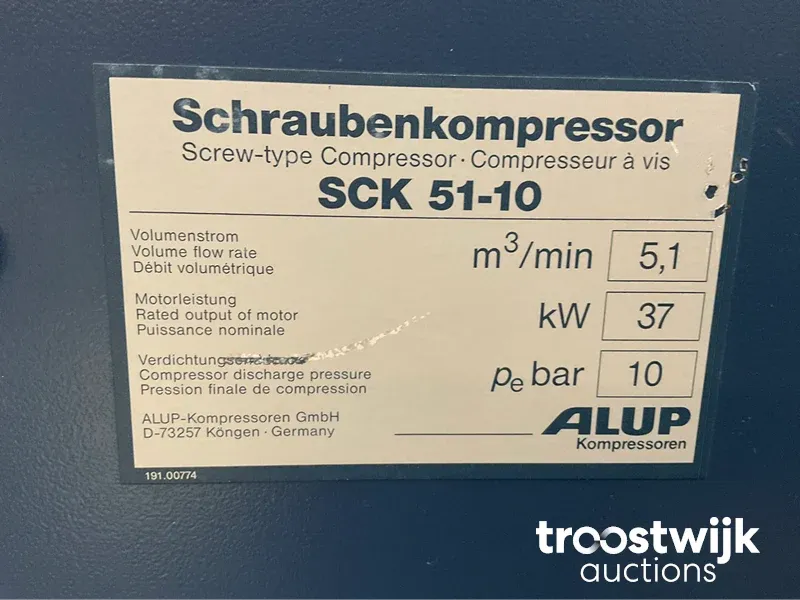 Schraubenkompressor
Screw-type Compressor · Compresseur à vis
SCK 51-10
Volumenstrom
Volume flow rate
Débit volumétrique
m³/min 5,1
Motorleistung
Rated output of motor
Puissance nominale
kW 37
Compressor discharge pressure
Pression finale de compression
pe bar 10
ALUP-Kompressoren GmbH
D-73257 Köngen · Germany
ALUP
Kompressoren
191.00774
troostwijk
auctions